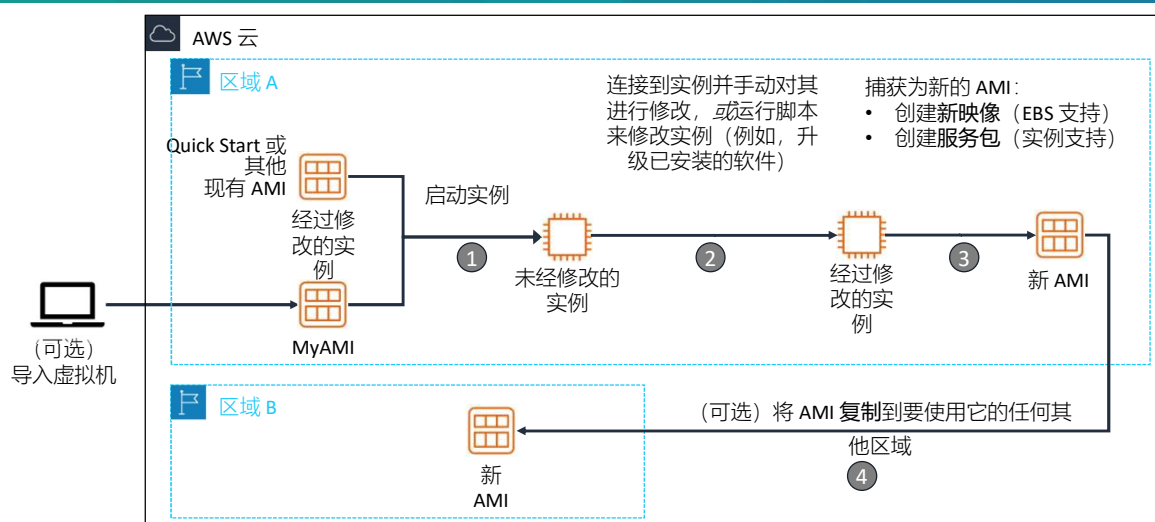 AWS 云
区域 A
Quick Start 或
其他
现有 AMI
经过修
改的实
例
MyAMI
(可选)
导入虚拟机
启动实例
1
未经修改的
实例
连接到实例并手动对其
进行修改，或运行脚本
来修改实例（例如，升
级已安装的软件）
2
经过修
改的实
例
捕获为新的 AMI：
• 创建新映像（EBS 支持）
• 创建服务包（实例支持）
3
新 AMI
区域 B
新
AMI
（可选）将 AMI 复制到要使用它的任何其
他区域
4